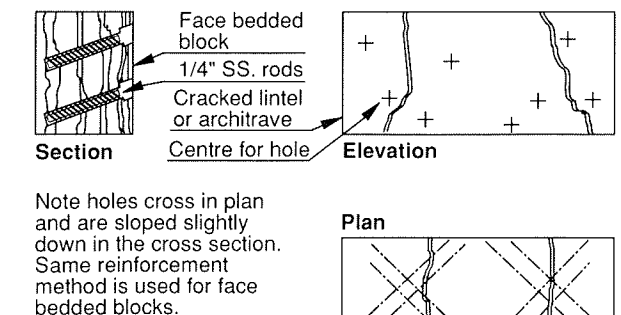 Face bedded
block
1/4" SS. rods
Cracked lintel
or architrave
Centre for hole
Section
Elevation
Note holes cross in plan
and are sloped slightly
down in the cross section.
Same reinforcement
method is used for face
bedded blocks.
Plan